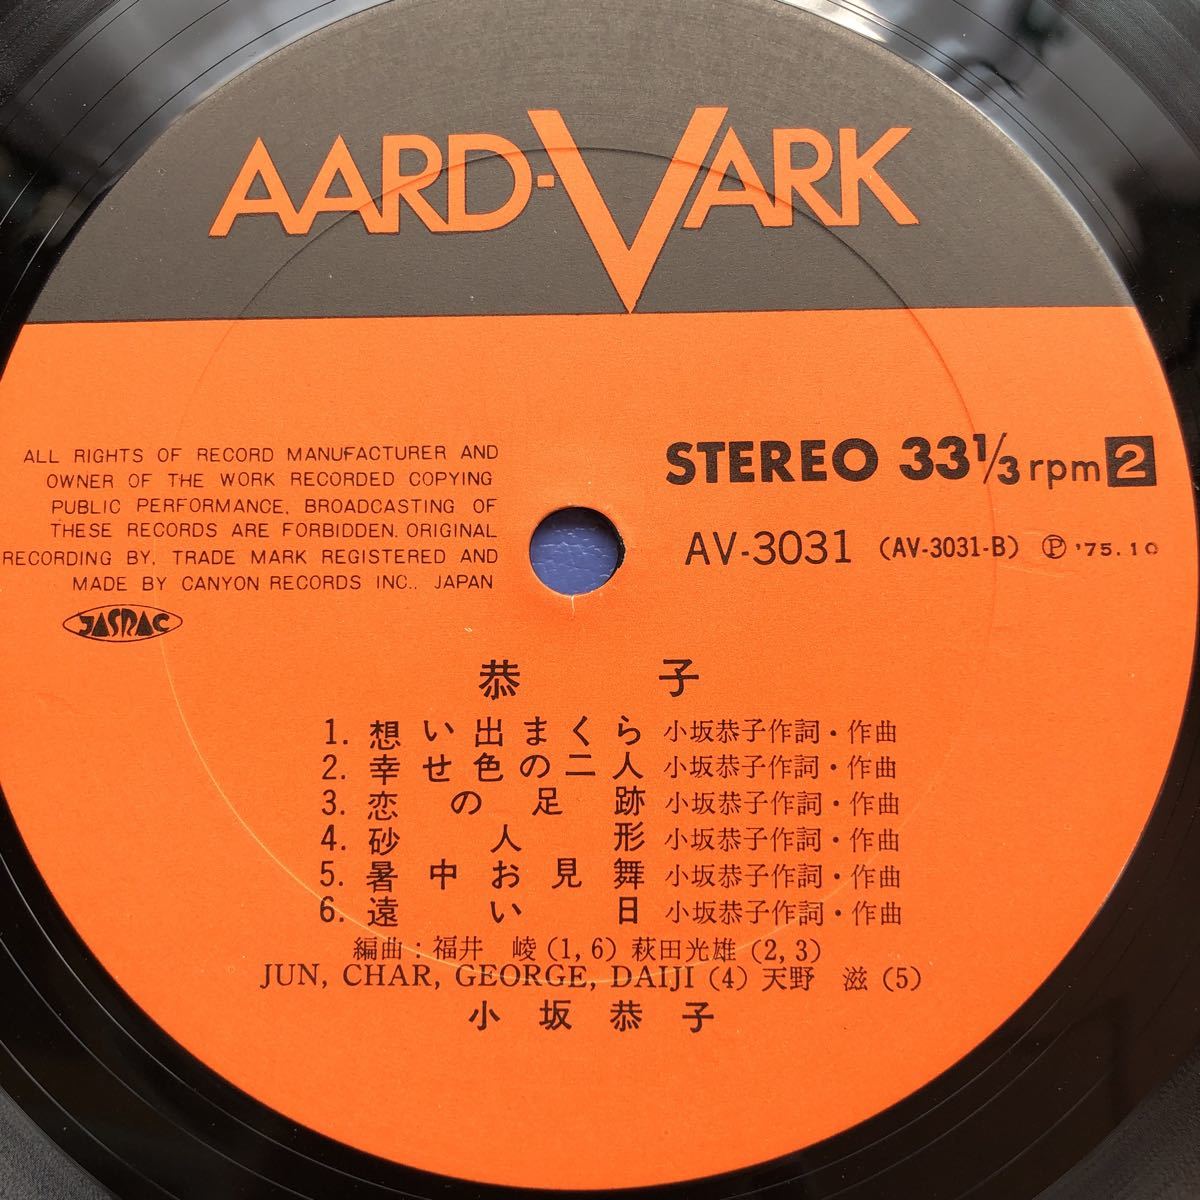 AARD-VARK
ALL RIGHTS OF RECORD MANUFACTURER AND
OWNER OF THE WORK RECORDED COPYING
PUBLIC PERFORMANCE, BROADCASTING OF
THESE RECORDS ARE FORBIDDEN. ORIGINAL
RECORDING BY, TRADE MARK REGISTERED AND
MADE BY CANYON RECORDS INC., JAPAN
JASRAC
STEREO 33 1/3 rpm 2
AV-3031 (AV-3031-B) Ⓟ '75.10
恭子
1. 想い出まくら 小坂恭子作詞・作曲
2. 幸せ色の二人 小坂恭子作詞・作曲
3. 恋の足跡 小坂恭子作詞・作曲
4. 砂人形 小坂恭子作詞・作曲
5. 暑中お見舞 小坂恭子作詞・作曲
6. 遠い日 小坂恭子作詞・作曲
編曲：福井 崚(1, 6) 萩田光雄(2, 3)
JUN, CHAR, GEORGE, DAIJI (4) 天野 滋(5)
小坂恭子